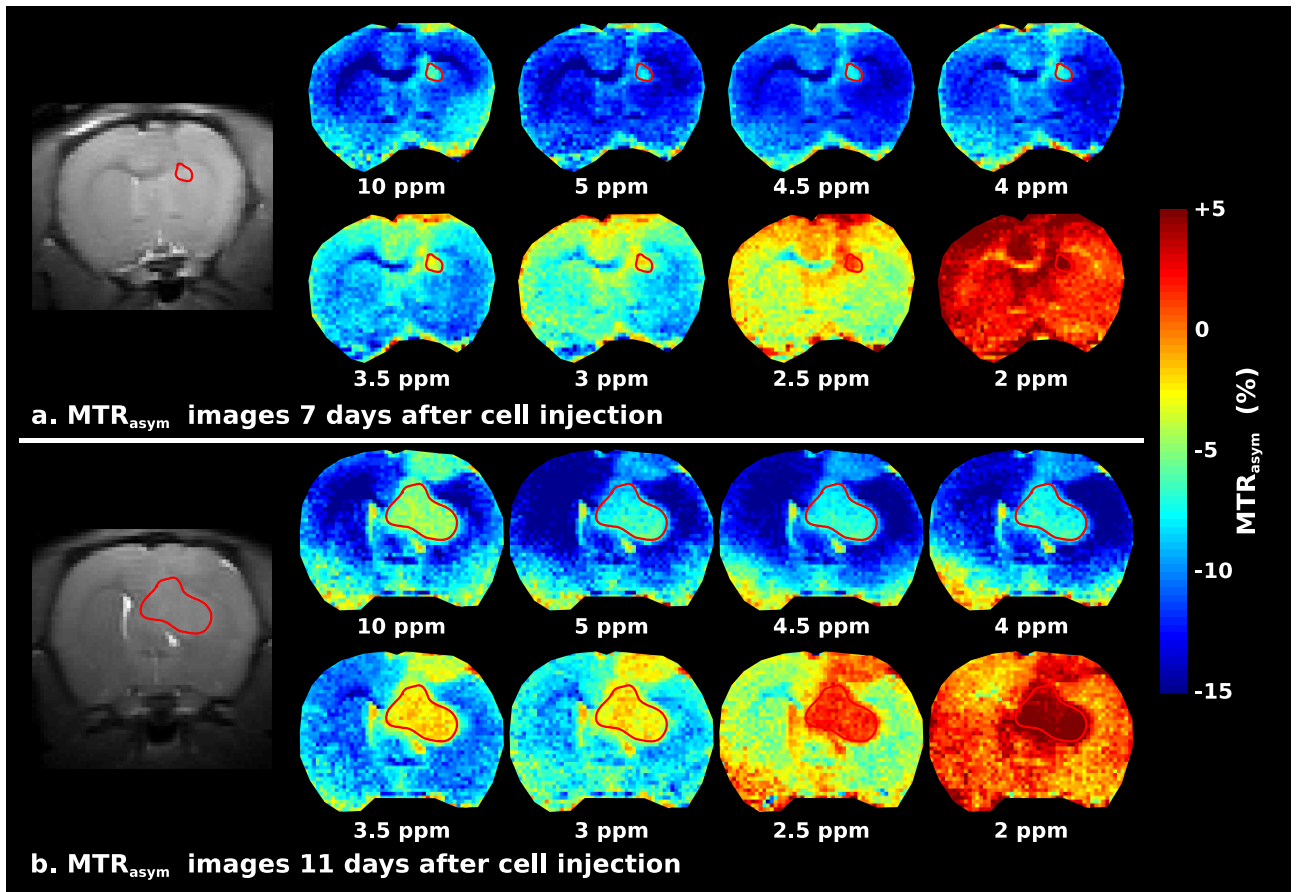 10 ppm
5 ppm
4.5 ppm
4 ppm
3.5 ppm
3 ppm
2.5 ppm
2 ppm
a. MTRasym images 7 days after cell injection
10 ppm
5 ppm
4.5 ppm
4 ppm
3.5 ppm
3 ppm
2.5 ppm
2 ppm
b. MTRasym images 11 days after cell injection
+5
0
-5
-10
-15
MTRasym (%)